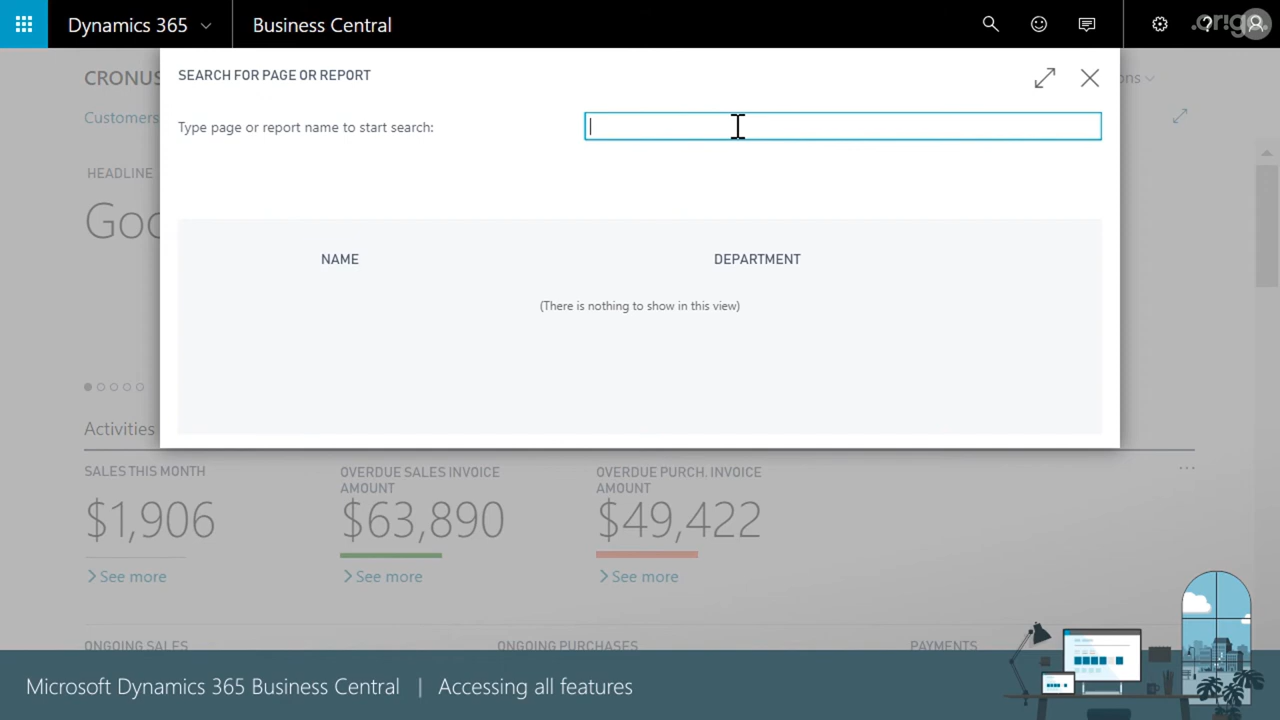 Dynamics 365
Business Central
.origo
CRONUS
SEARCH FOR PAGE OR REPORT
ons
Customers
Type page or report name to start search:
HEADLINE
Goo
NAME DEPARTMENT
(There is nothing to show in this view)
Activities
SALES THIS MONTH
$1,906
See more
OVERDUE SALES INVOICE
AMOUNT
$63,890
See more
OVERDUE PURCH. INVOICE
AMOUNT
$49,422
See more
ONGOING SALES ONGOING PURCHASES PAYMENTS
Microsoft Dynamics 365 Business Central | Accessing all features